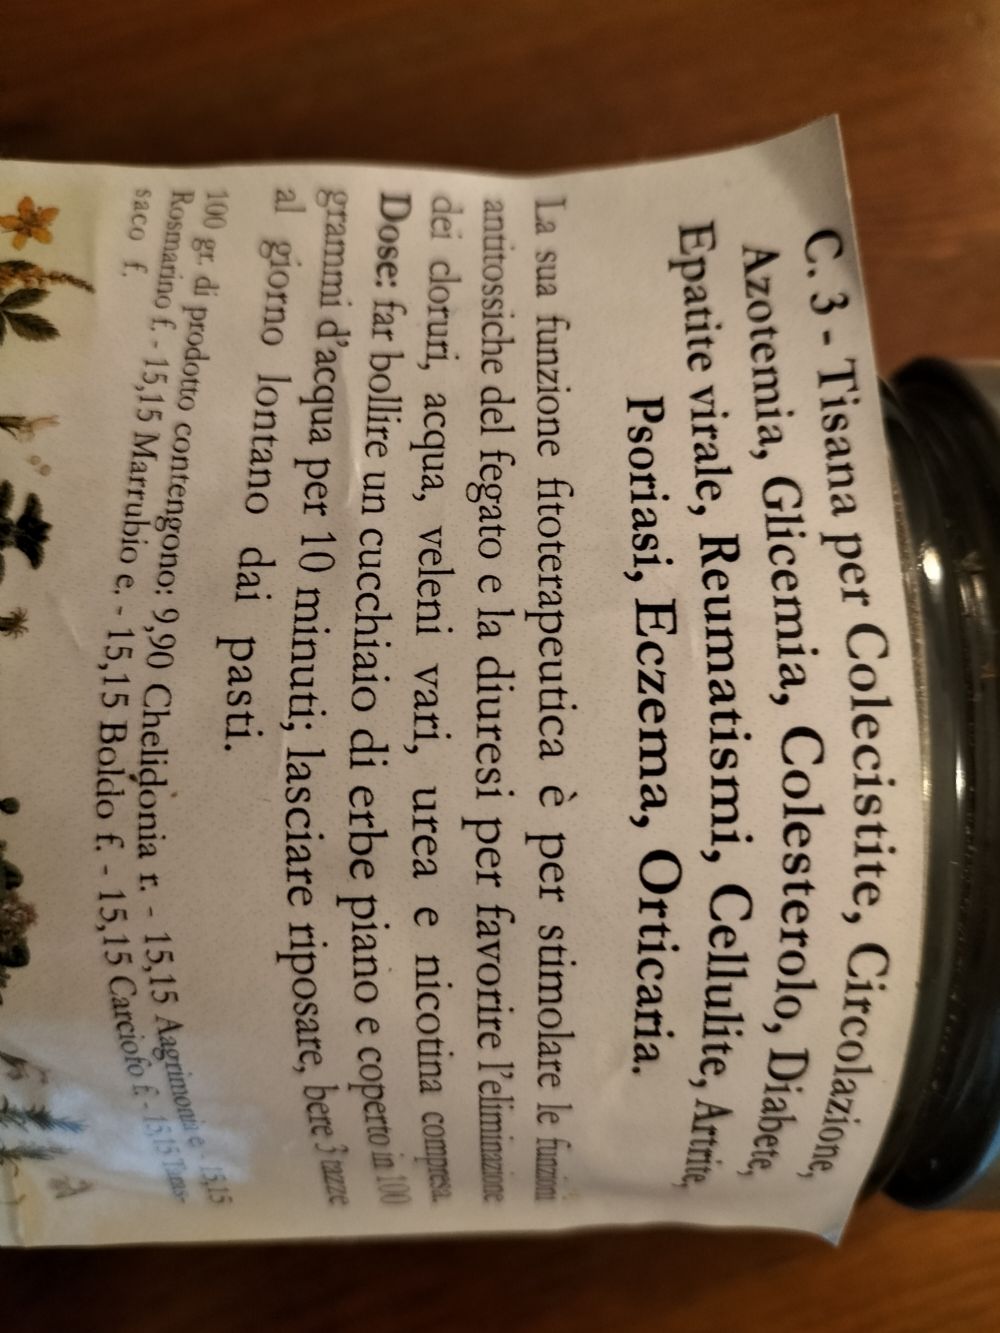 C. 3 - Tisana per Colecistite, Circolazione,
Azotemia, Glicemia, Colesterolo, Diabete,
Epatite virale, Reumatismi, Cellulite, Artrite,
Psoriasi, Eczema, Orticaria.
La sua funzione fitoterapeutica è per stimolare le funzioni
antitossiche del fegato e la diuresi per favorire l'eliminazione
dei cloruri, acqua, veleni vari, urea e nicotina compresa.
Dose: far bollire un cucchiaio di erbe piano e coperto in 100
grammi d'acqua per 10 minuti; lasciare riposare, bere 3 tazze
al giorno lontano dai pasti.
100 gr. di prodotto contengono: 9,90 Chelidonia r. - 15,15 Aagrimonia e. - 15,15
Rosmarino f. - 15,15 Marrubio e. - 15,15 Boldo f. - 15,15 Carciofo f. - 15,15 Taras-
saco f.